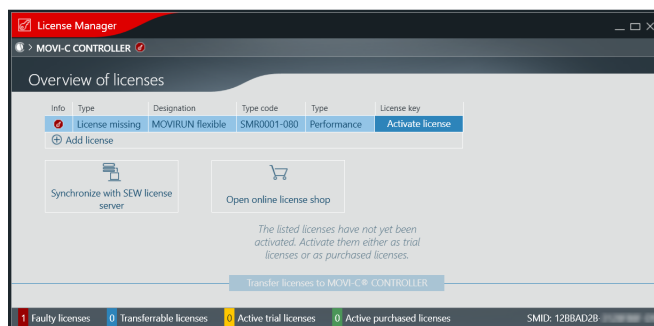 License Manager
> MOVI-C CONTROLLER
Overview of licenses
Info Type Designation Type code Type License key
License missing MOVIRUN flexible SMR0001-080 Performance Activate license
Add license
Synchronize with SEW license
server
Open online license shop
The listed licenses have not yet been
activated. Activate them either as trial
licenses or as purchased licenses.
Transfer licenses to MOVI-C® CONTROLLER
1 Faulty licenses 0 Transferrable licenses 0 Active trial licenses 0 Active purchased licenses SMID: 12BBAD2B-